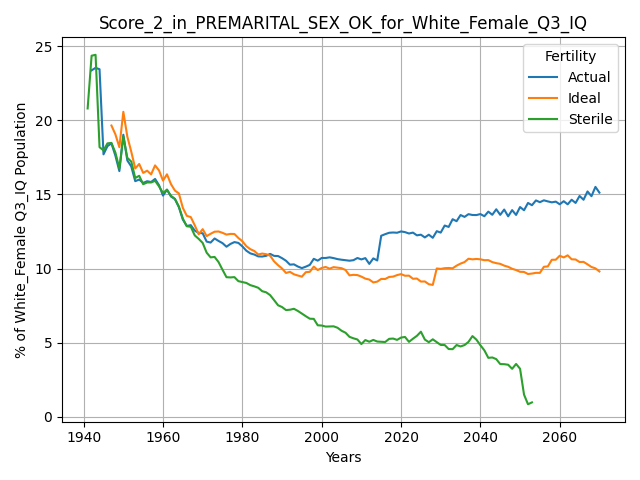 Score_2_in_PREMARITAL_SEX_OK_for_White_Female_Q3_IQ
% of White_Female Q3_IQ Population
25
20
15
10
5
0
Fertility
Actual
Ideal
Sterile
1940 1960 1980 2000 2020 2040 2060
Years